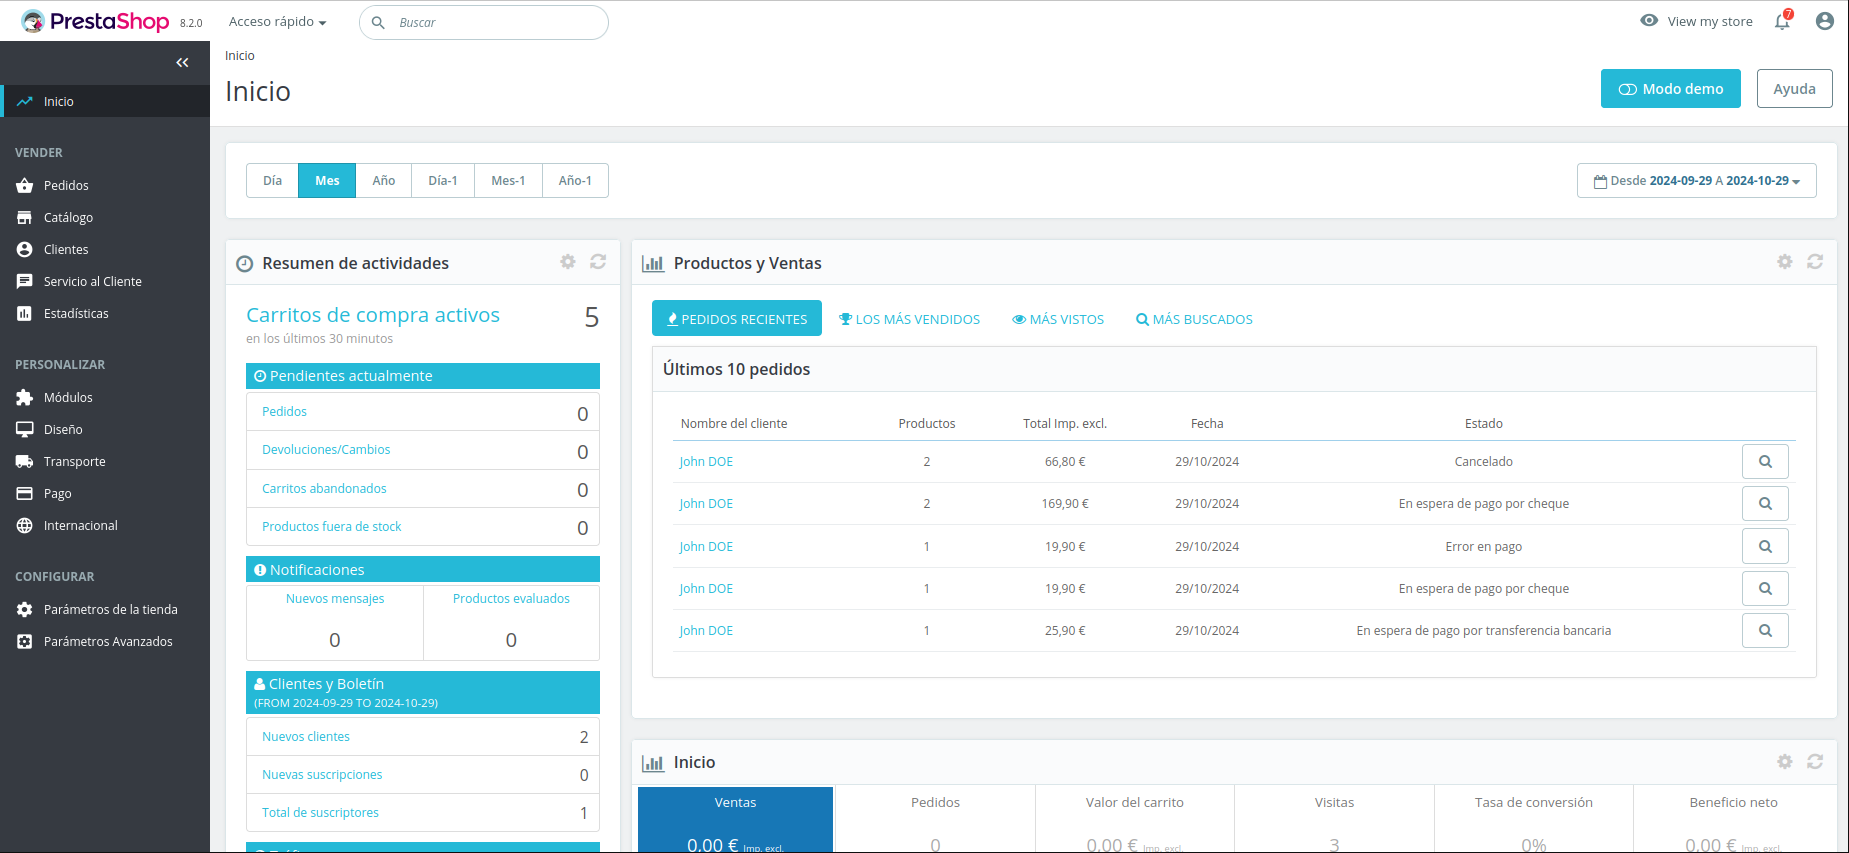 PrestaShop 8.2.0 Acceso rápido Buscar View my store 7
Inicio
Inicio
Modo demo Ayuda
Inicio
VENDER
Pedidos
Catálogo
Clientes
Servicio al Cliente
Estadísticas
PERSONALIZAR
Módulos
Diseño
Transporte
Pago
Internacional
CONFIGURAR
Parámetros de la tienda
Parámetros Avanzados
Día Mes Año Día-1 Mes-1 Año-1
Desde 2024-09-29 A 2024-10-29
Resumen de actividades
Carritos de compra activos 5
en los últimos 30 minutos
Pendientes actualmente
Pedidos 0
Devoluciones/Cambios 0
Carritos abandonados 0
Productos fuera de stock 0
Notificaciones
Nuevos mensajes Productos evaluados
0 0
Clientes y Boletín
(FROM 2024-09-29 TO 2024-10-29)
Nuevos clientes 2
Nuevas suscripciones 0
Total de suscriptores 1
Productos y Ventas
PEDIDOS RECIENTES LOS MÁS VENDIDOS MÁS VISTOS MÁS BUSCADOS
Últimos 10 pedidos
Nombre del cliente Productos Total Imp. excl. Fecha Estado
John DOE 2 66,80 € 29/10/2024 Cancelado
John DOE 2 169,90 € 29/10/2024 En espera de pago por cheque
John DOE 1 19,90 € 29/10/2024 Error en pago
John DOE 1 19,90 € 29/10/2024 En espera de pago por cheque
John DOE 1 25,90 € 29/10/2024 En espera de pago por transferencia bancaria
Inicio
Ventas Pedidos Valor del carrito Visitas Tasa de conversión Beneficio neto
0,00 € Imp. excl. 0 0,00 € Imp. excl. 3 0% 0,00 € Imp. excl.